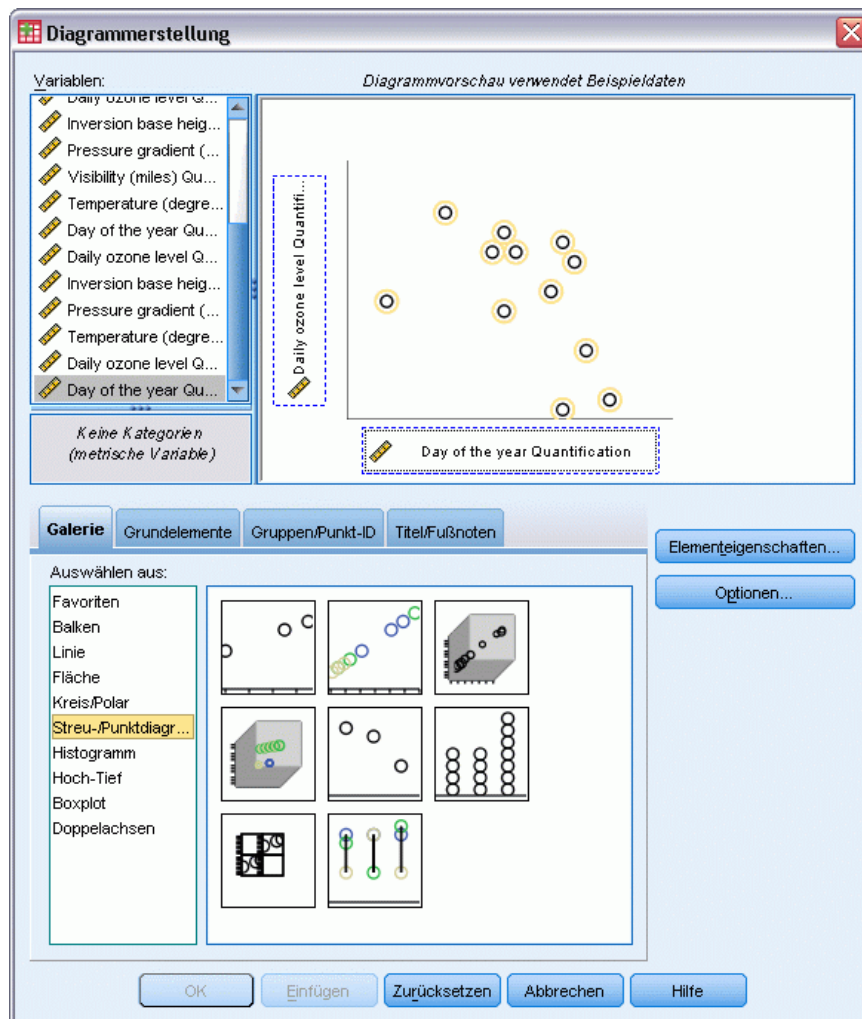 Diagrammerstellung
Variablen:
Diagrammvorschau verwendet Beispieldaten
Daily ozone level Q...
Inversion base heig...
Pressure gradient (...
Visibility (miles) Qu...
Temperature (degre...
Day of the year Qu...
Daily ozone level Q...
Inversion base heig...
Pressure gradient (...
Temperature (degre...
Daily ozone level Q...
Day of the year Qu...
Keine Kategorien
(metrische Variable)
Daily ozone level Quantifi...
Day of the year Quantification
Galerie
Grundelemente
Gruppen/Punkt-ID
Titel/Fußnoten
Elementeigenschaften...
Optionen...
Auswählen aus:
Favoriten
Balken
Linie
Fläche
Kreis/Polar
Streu-/Punktdiagr...
Histogramm
Hoch-Tief
Boxplot
Doppelachsen
OK
Einfügen
Zurücksetzen
Abbrechen
Hilfe